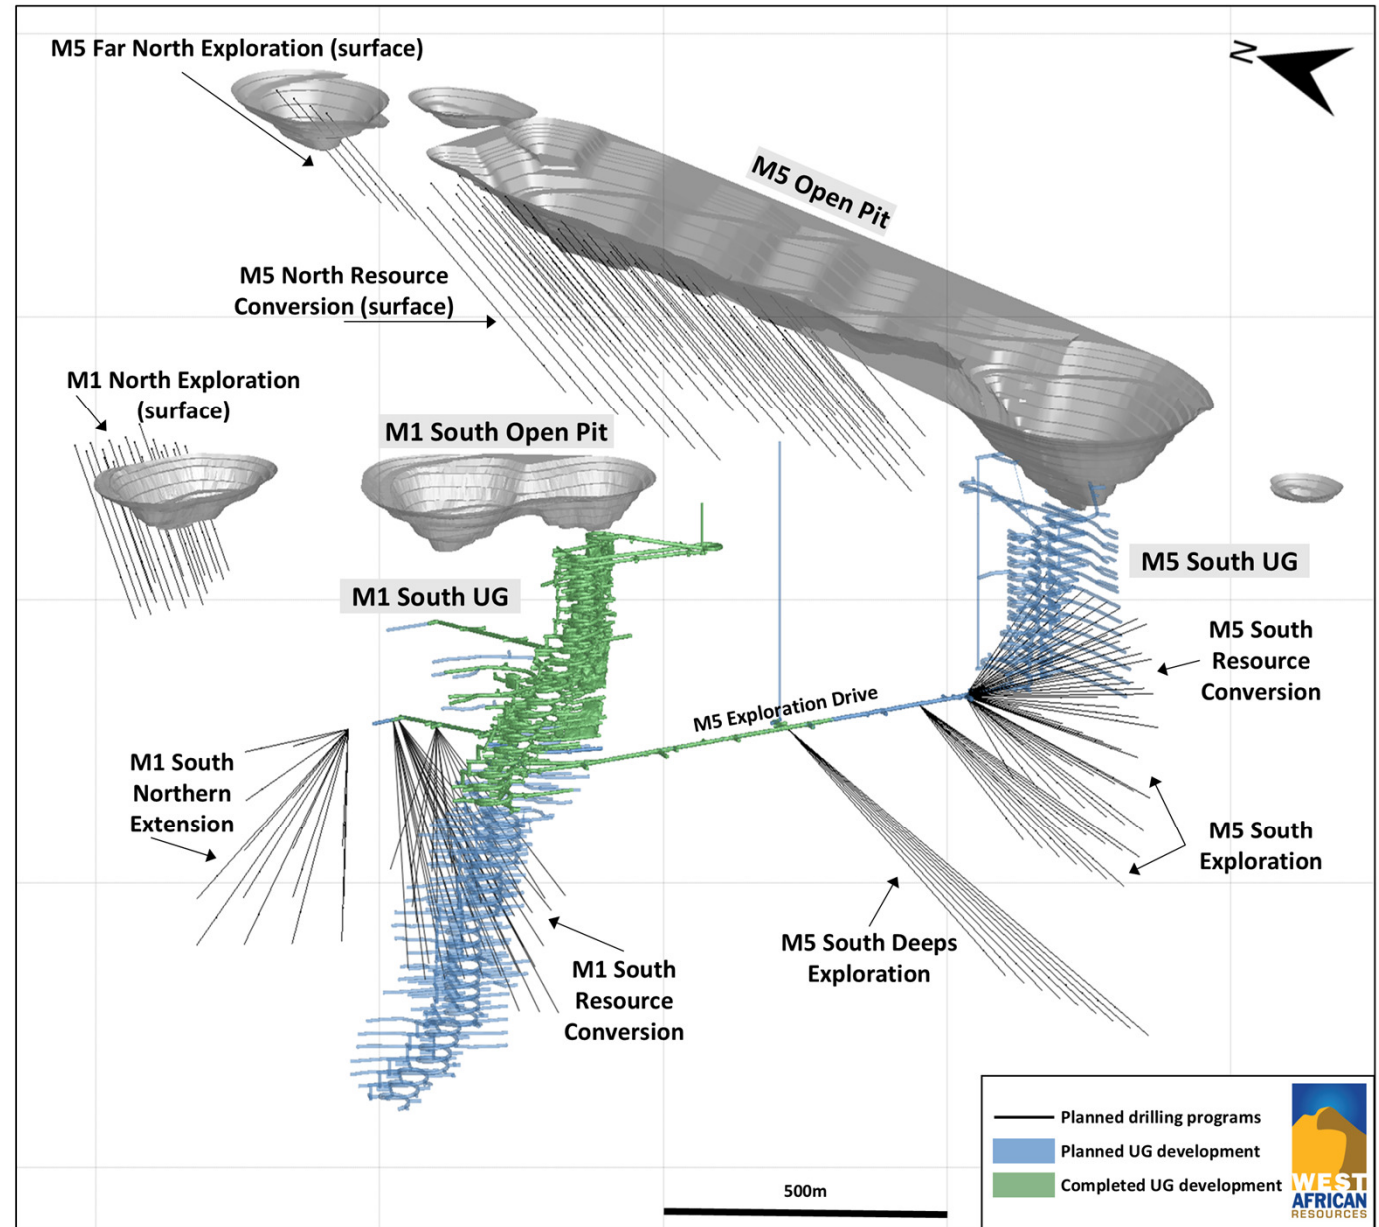 M5 Far North Exploration (surface)
N
M5 Open Pit
M5 North Resource
Conversion (surface)
M1 North Exploration
(surface)
M1 South Open Pit
M1 South UG
M5 South UG
M5 South
Resource
Conversion
M5 Exploration Drive
M1 South
Northern
Extension
M5 South
Exploration
M5 South Deeps
Exploration
M1 South
Resource
Conversion
500m
Planned drilling programs
Planned UG development
Completed UG development
WEST
AFRICAN
RESOURCES